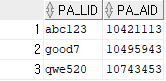 PA_LID PA_AID
1 abc123 10421113
2 good7 10495943
3 qwe520 10743453